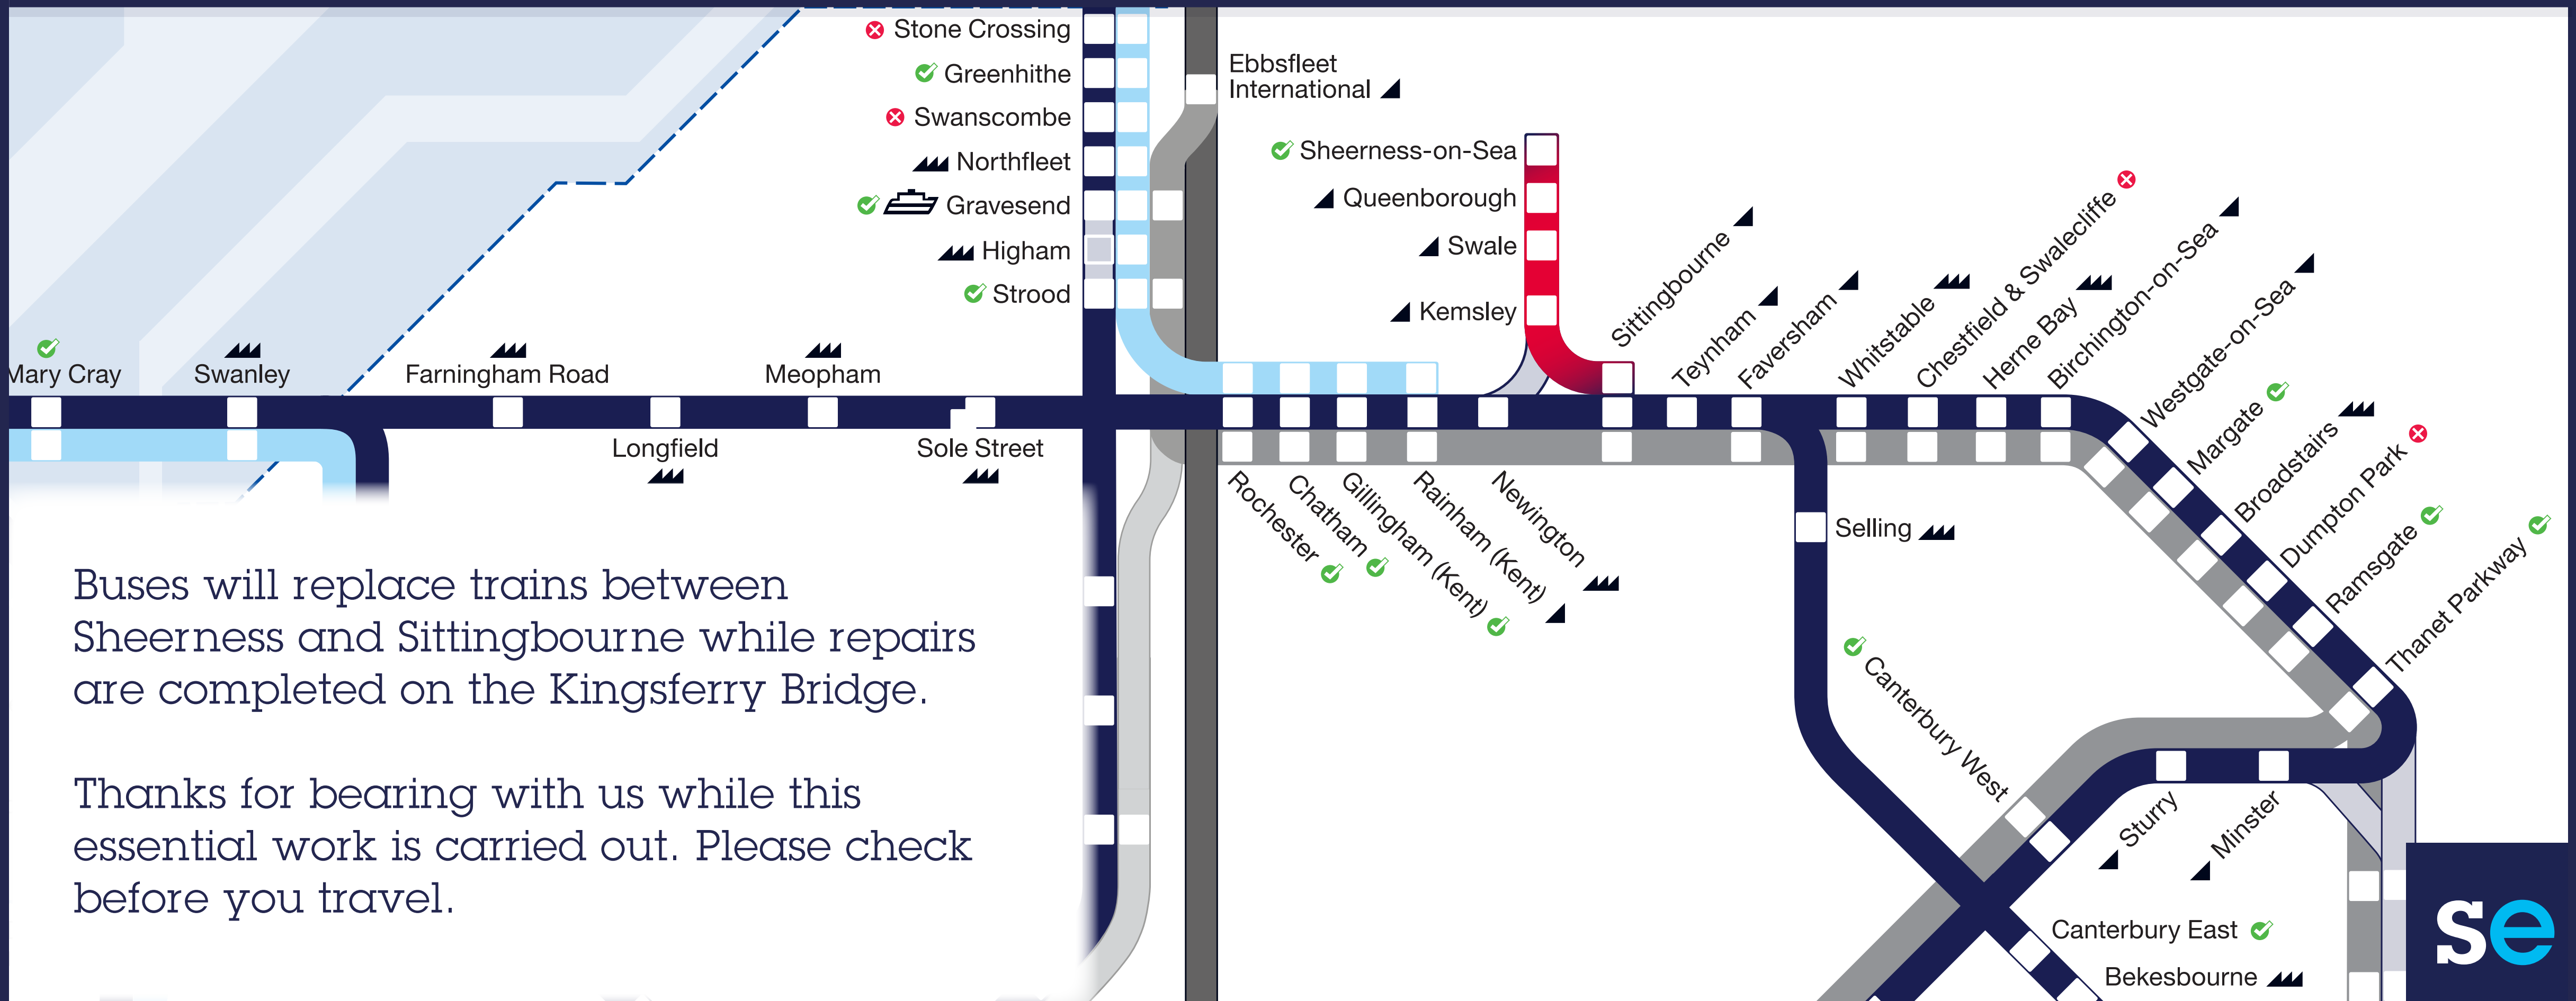 Stone Crossing
Greenhithe
Swanscombe
Northfleet
Gravesend
Higham
Strood
Ebbsfleet
International
Sheerness-on-Sea
Queenborough
Swale
Kemsley
Mary Cray
Swanley
Farningham Road
Longfield
Meopham
Sole Street
Rochester
Chatham
Gillingham (Kent)
Rainham (Kent)
Newington
Sittingbourne
Teynham
Faversham
Whitstable
Chestfield & Swalecliffe
Herne Bay
Birchington-on-Sea
Westgate-on-Sea
Margate
Broadstairs
Dumpton Park
Ramsgate
Thanet Parkway
Selling
Canterbury West
Sturry
Minster
Canterbury East
Bekesbourne
Buses will replace trains between
Sheerness and Sittingbourne while repairs
are completed on the Kingsferry Bridge.
Thanks for bearing with us while this
essential work is carried out. Please check
before you travel.
se